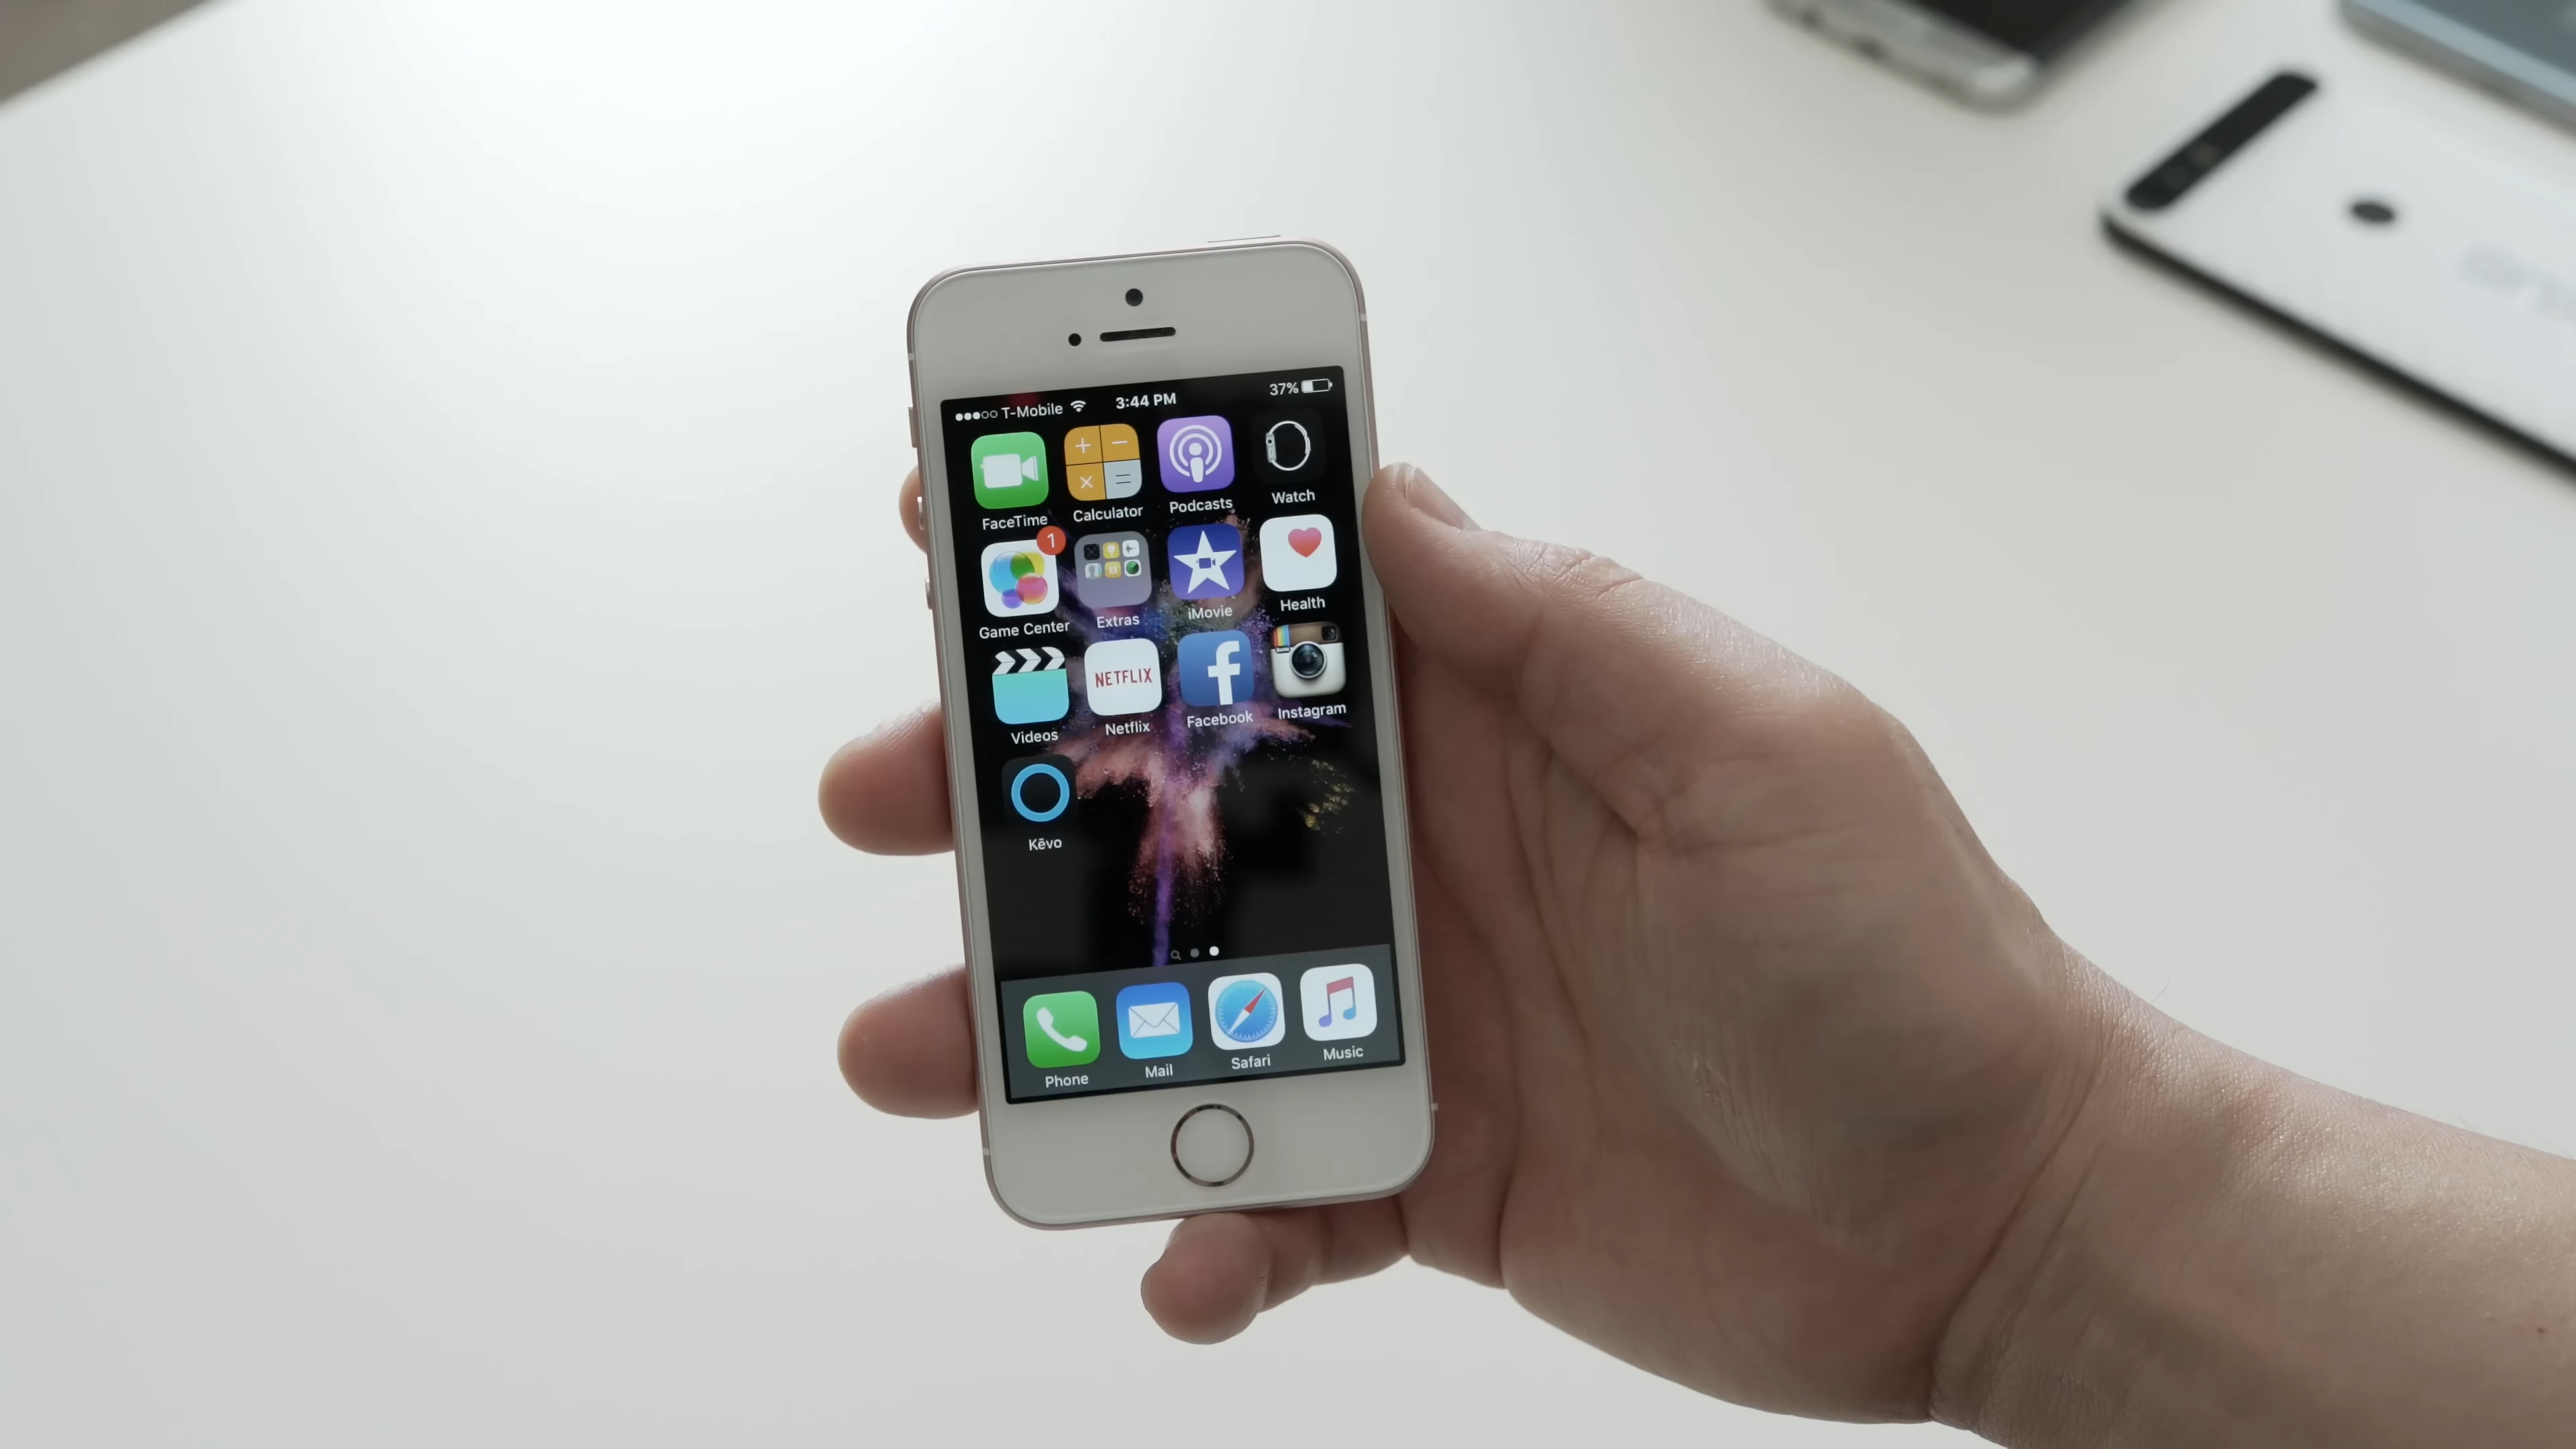 T-Mobile 3:44 PM 37%
FaceTime Calculator Podcasts Watch
1
Game Center Extras iMovie Health
NETFLIX
Videos Netflix Facebook Instagram
Kēvo
Phone Mail Safari Music